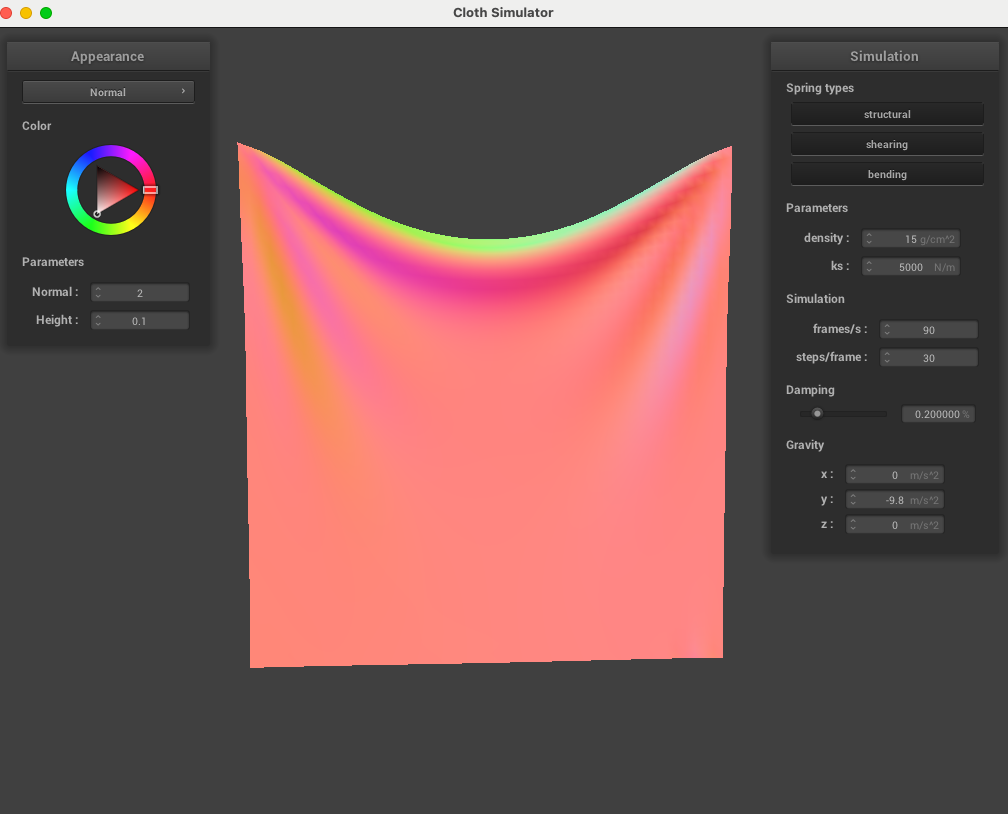 Cloth Simulator
Appearance
Normal
Color
Parameters
Normal : 2
Height : 0.1
Simulation
Spring types
structural
shearing
bending
Parameters
density : 15 g/cm^2
ks : 5000 N/m
Simulation
frames/s : 90
steps/frame : 30
Damping
0.200000 %
Gravity
x : 0 m/s^2
y : -9.8 m/s^2
z : 0 m/s^2